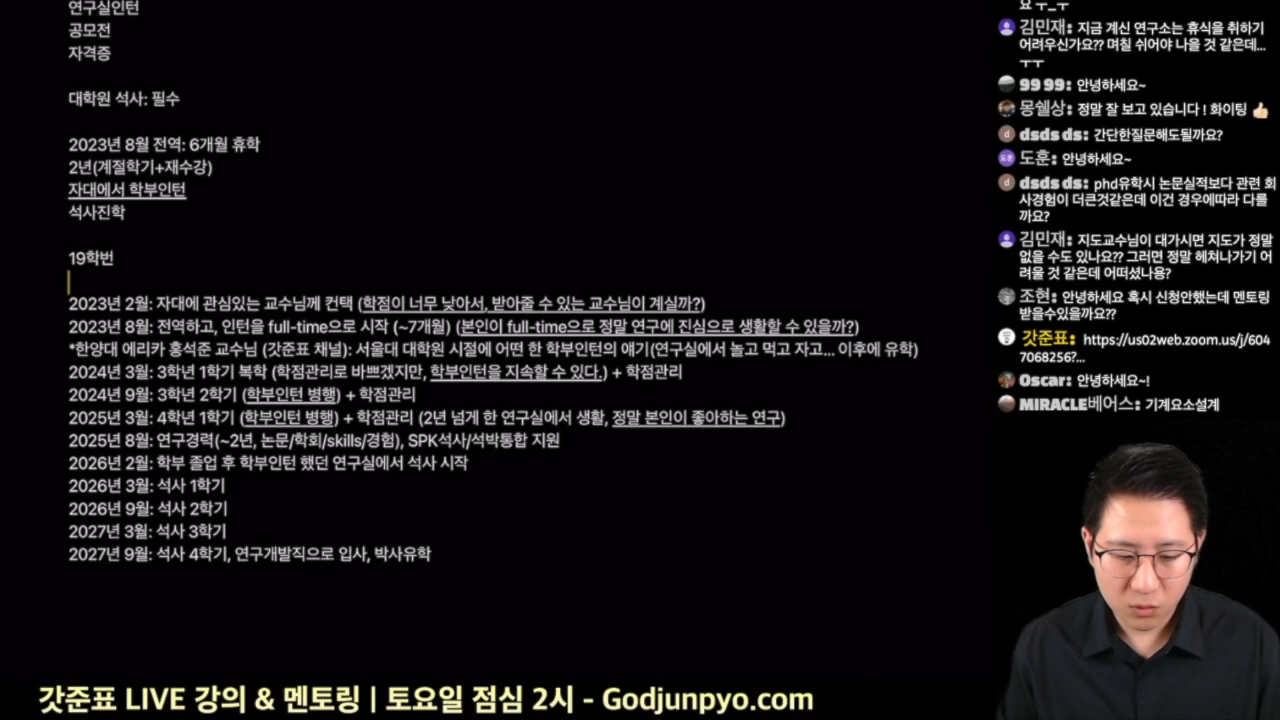 연구실인턴
공모전
자격증
대학원 석사: 필수
2023년 8월 전역: 6개월 휴학
2년(계절학기+재수강)
자대에서 학부인턴
석사진학
19학번
2023년 2월: 자대에 관심있는 교수님께 컨택 (학점이 너무 낮아서, 받아줄 수 있는 교수님이 계실까?)
2023년 8월: 전역하고, 인턴을 full-time으로 시작 (~7개월) (본인이 full-time으로 정말 연구에 진심으로 생활할 수 있을까?)
*한양대 에리카 홍석준 교수님 (갓준표 채널): 서울대 대학원 시절에 어떤 한 학부인턴의 얘기(연구실에서 놀고 먹고 자고... 이후에 유학)
2024년 3월: 3학년 1학기 복학 (학점관리로 바쁘겠지만, 학부인턴을 지속할 수 있다.) + 학점관리
2024년 9월: 3학년 2학기 (학부인턴 병행) + 학점관리
2025년 3월: 4학년 1학기 (학부인턴 병행) + 학점관리 (2년 넘게 한 연구실에서 생활, 정말 본인이 좋아하는 연구)
2025년 8월: 연구경력(~2년, 논문/학회/skills/경험), SPK석사/석박통합 지원
2026년 2월: 학부 졸업 후 학부인턴 했던 연구실에서 석사 시작
2026년 3월: 석사 1학기
2026년 9월: 석사 2학기
2027년 3월: 석사 3학기
2027년 9월: 석사 4학기, 연구개발직으로 입사, 박사유학
요 ㅜ_ㅜ
김민재: 지금 계신 연구소는 휴식을 취하기
어려우신가요?? 며칠 쉬어야 나올 것 같은데...
ㅜㅜ
99 99: 안녕하세요~
몽쉘상: 정말 잘 보고 있습니다 ! 화이팅 👍🏻
dsds ds: 간단한질문해도될까요?
도훈: 안녕하세요~
dsds ds: phd유학시 논문실적보다 관련 회
사경험이 더큰것같은데 이건 경우에따라 다를
까요?
김민재: 지도교수님이 대가시면 지도가 정말
없을 수도 있나요?? 그러면 정말 헤쳐나가기 어
려울 것 같은데 어떠셨나용?
조현: 안녕하세요 혹시 신청안했는데 멘토링
받을수있을까요??
갓준표: https://us02web.zoom.us/j/604
7068256?...
Oscar: 안녕하세요~!
MIRACLE베어스: 기계요소설계
갓준표 LIVE 강의 & 멘토링 | 토요일 점심 2시 - Godjunpyo.com